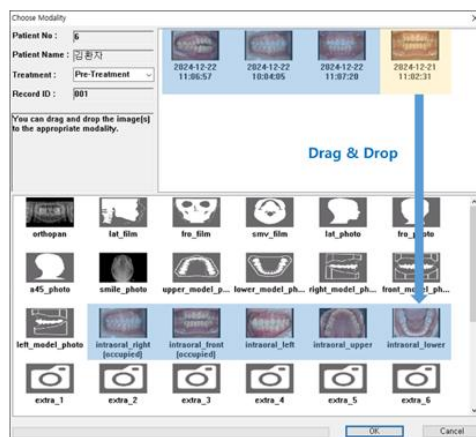 Choose Modality
Patient No : 6
Patient Name : 김환자
Treatment : Pre-Treatment
Record ID : 001
You can drag and drop the image(s)
to the appropriate modality.
2024-12-22 2024-12-22 2024-12-22 2024-12-21
11:06:57 10:04:05 11:07:20 11:02:31
Drag & Drop
orthopan lat_film fro_film smv_film lat_photo fro_photo
a45_photo smile_photo upper_model_p... lower_model_ph... right_model_ph... front_model_ph...
left_model_photo intraoral_right intraoral_front intraoral_left intraoral_upper intraoral_lower
(occupied) (occupied)
extra_1 extra_2 extra_3 extra_4 extra_5 extra_6
OK Cancel